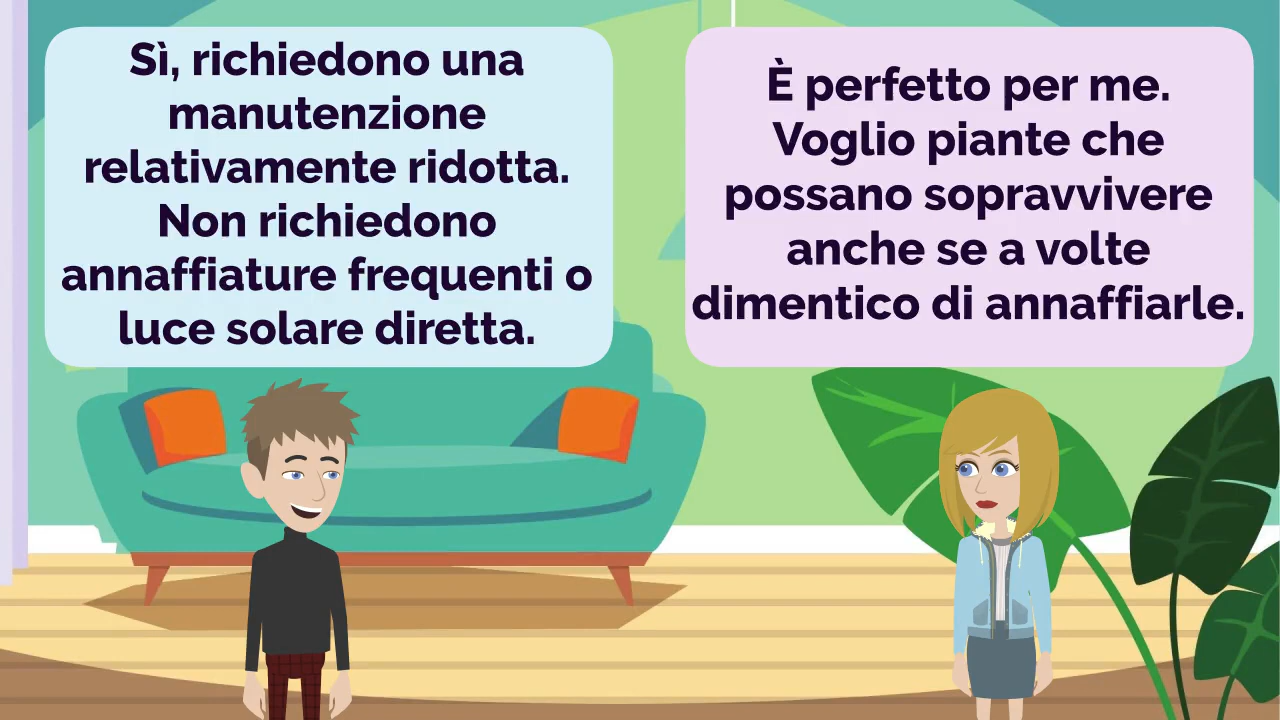 Sì, richiedono una
manutenzione
relativamente ridotta.
Non richiedono
annaffiature frequenti o
luce solare diretta.
È perfetto per me.
Voglio piante che
possano sopravvivere
anche se a volte
dimentico di annaffiarle.